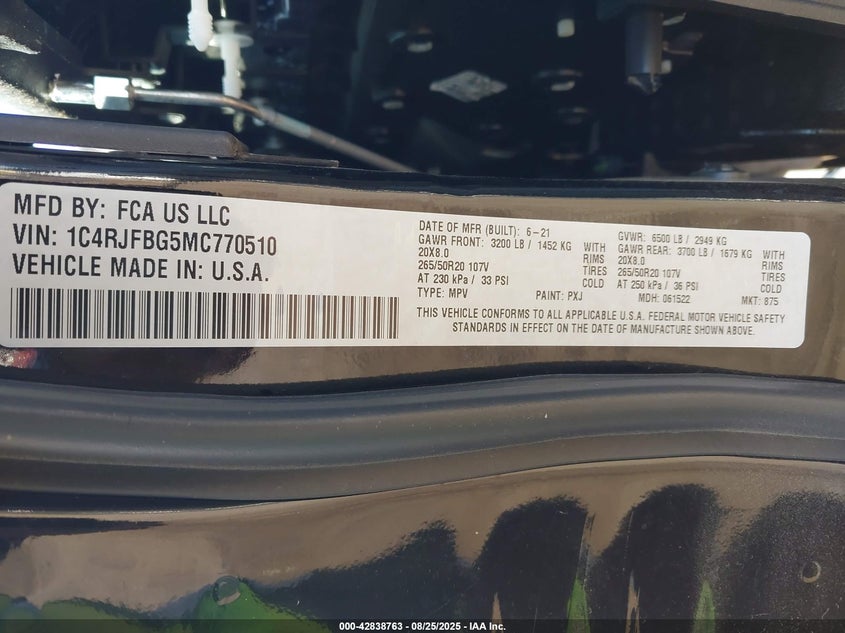 MFD BY: FCA US LLC
VIN: 1C4RJFBG5MC770510
VEHICLE MADE IN: U.S.A.
DATE OF MFR (BUILT): 6-21 GVWR: 6500 LB / 2949 KG
GAWR FRONT: 3200 LB / 1452 KG GAWR REAR: 3700 LB / 1679 KG
20X8.0 RIMS 20X8.0 RIMS
265/50R20 107V TIRES 265/50R20 107V TIRES
AT 230 kPa / 33 PSI COLD AT 250 kPa / 36 PSI COLD
TYPE: MPV PAINT: PXJ MDH: 061522 MKT: 875
THIS VEHICLE CONFORMS TO ALL APPLICABLE U.S.A. FEDERAL MOTOR VEHICLE SAFETY
STANDARDS IN EFFECT ON THE DATE OF MANUFACTURE SHOWN ABOVE.
000-42838763 - 08/25/2025 - IAA Inc.